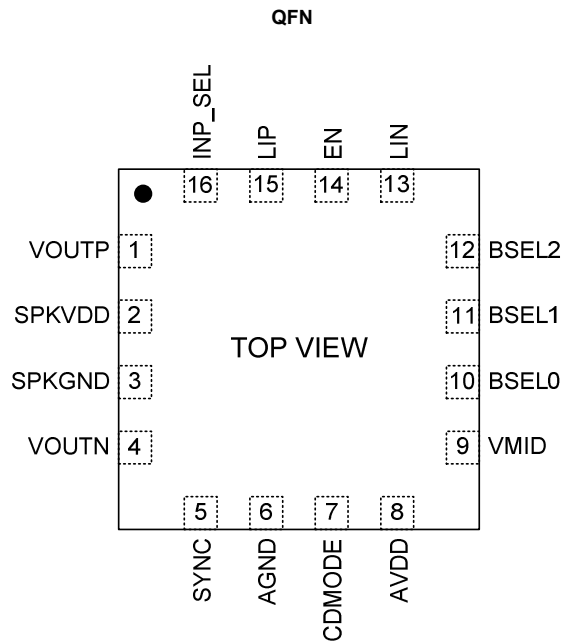 QFN
INP_SEL
LIP
EN
LIN
16
15
14
13
VOUTP
1
12
BSEL2
SPKVDD
2
11
BSEL1
TOP VIEW
SPKGND
3
10
BSEL0
VOUTN
4
9
VMID
5
6
7
8
SYNC
AGND
CDMODE
AVDD